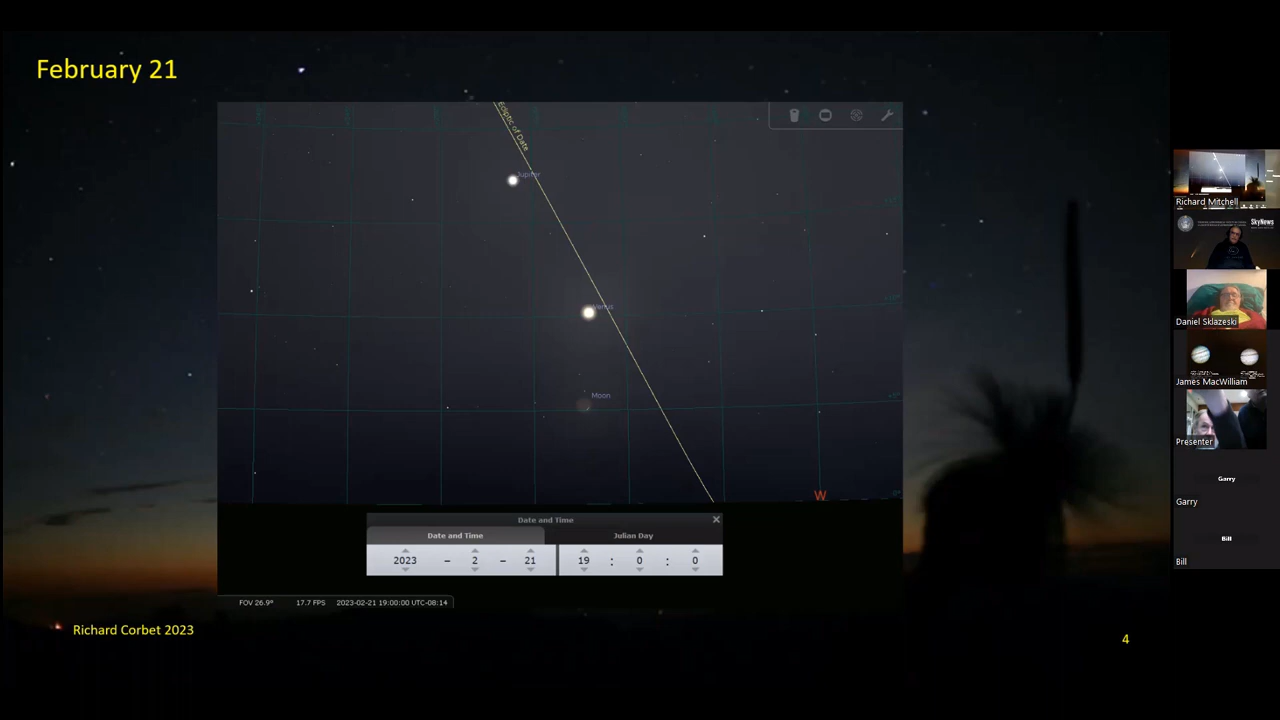 February 21
Ecliptic of Date
Jupiter
Venus
Moon
W
Date and Time
Date and Time
Julian Day
2023 – 2 – 21
19 : 0 : 0
FOV 26.9° 17.7 FPS 2023-02-21 19:00:00 UTC-08:14
Richard Corbet 2023
4
Richard Mitchell
SkyNews
Daniel Sklazeski
James MacWilliam
Presenter
Garry
Garry
Bill
Bill